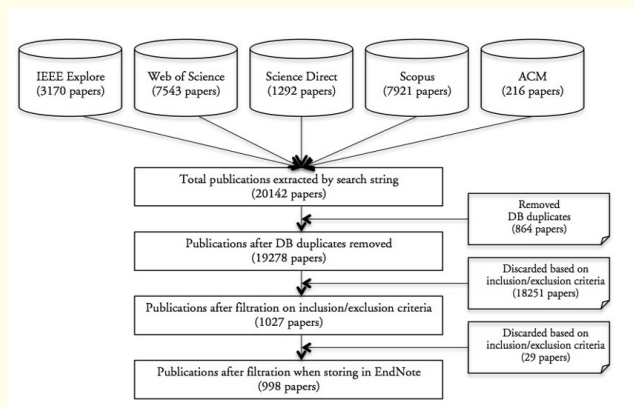 IEEE Explore
(3170 papers)
Web of Science
(7543 papers)
Science Direct
(1292 papers)
Scopus
(7921 papers)
ACM
(216 papers)
Total publications extracted by search string
(20142 papers)
Removed
DB duplicates
(864 papers)
Publications after DB duplicates removed
(19278 papers)
Discarded based on
inclusion/exclusion criteria
(18251 papers)
Publications after filtration on inclusion/exclusion criteria
(1027 papers)
Discarded based on
inclusion/exclusion criteria
(29 papers)
Publications after filtration when storing in EndNote
(998 papers)